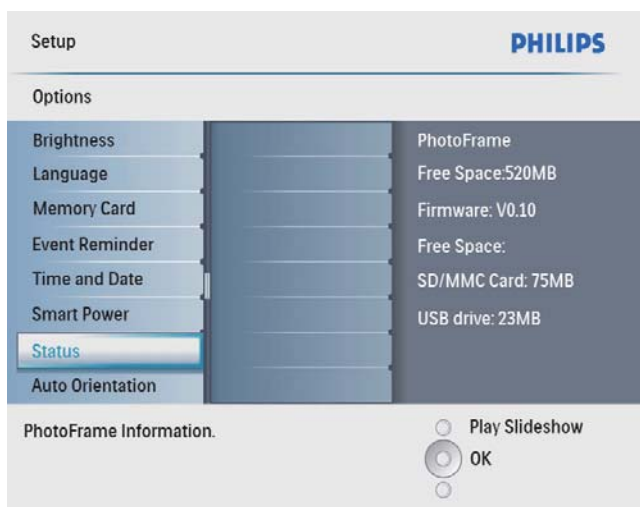 Setup
PHILIPS
Options
Brightness
Language
Memory Card
Event Reminder
Time and Date
Smart Power
Status
Auto Orientation
PhotoFrame
Free Space:520MB
Firmware: V0.10
Free Space:
SD/MMC Card: 75MB
USB drive: 23MB
PhotoFrame Information.
Play Slideshow
OK